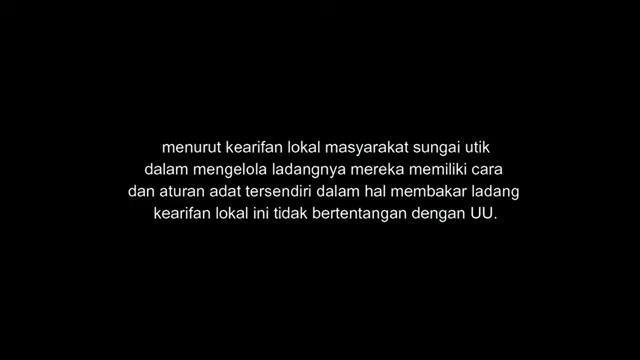 menurut kearifan lokal masyarakat sungai utik
dalam mengelola ladangnya mereka memiliki cara
dan aturan adat tersendiri dalam hal membakar ladang
kearifan lokal ini tidak bertentangan dengan UU.